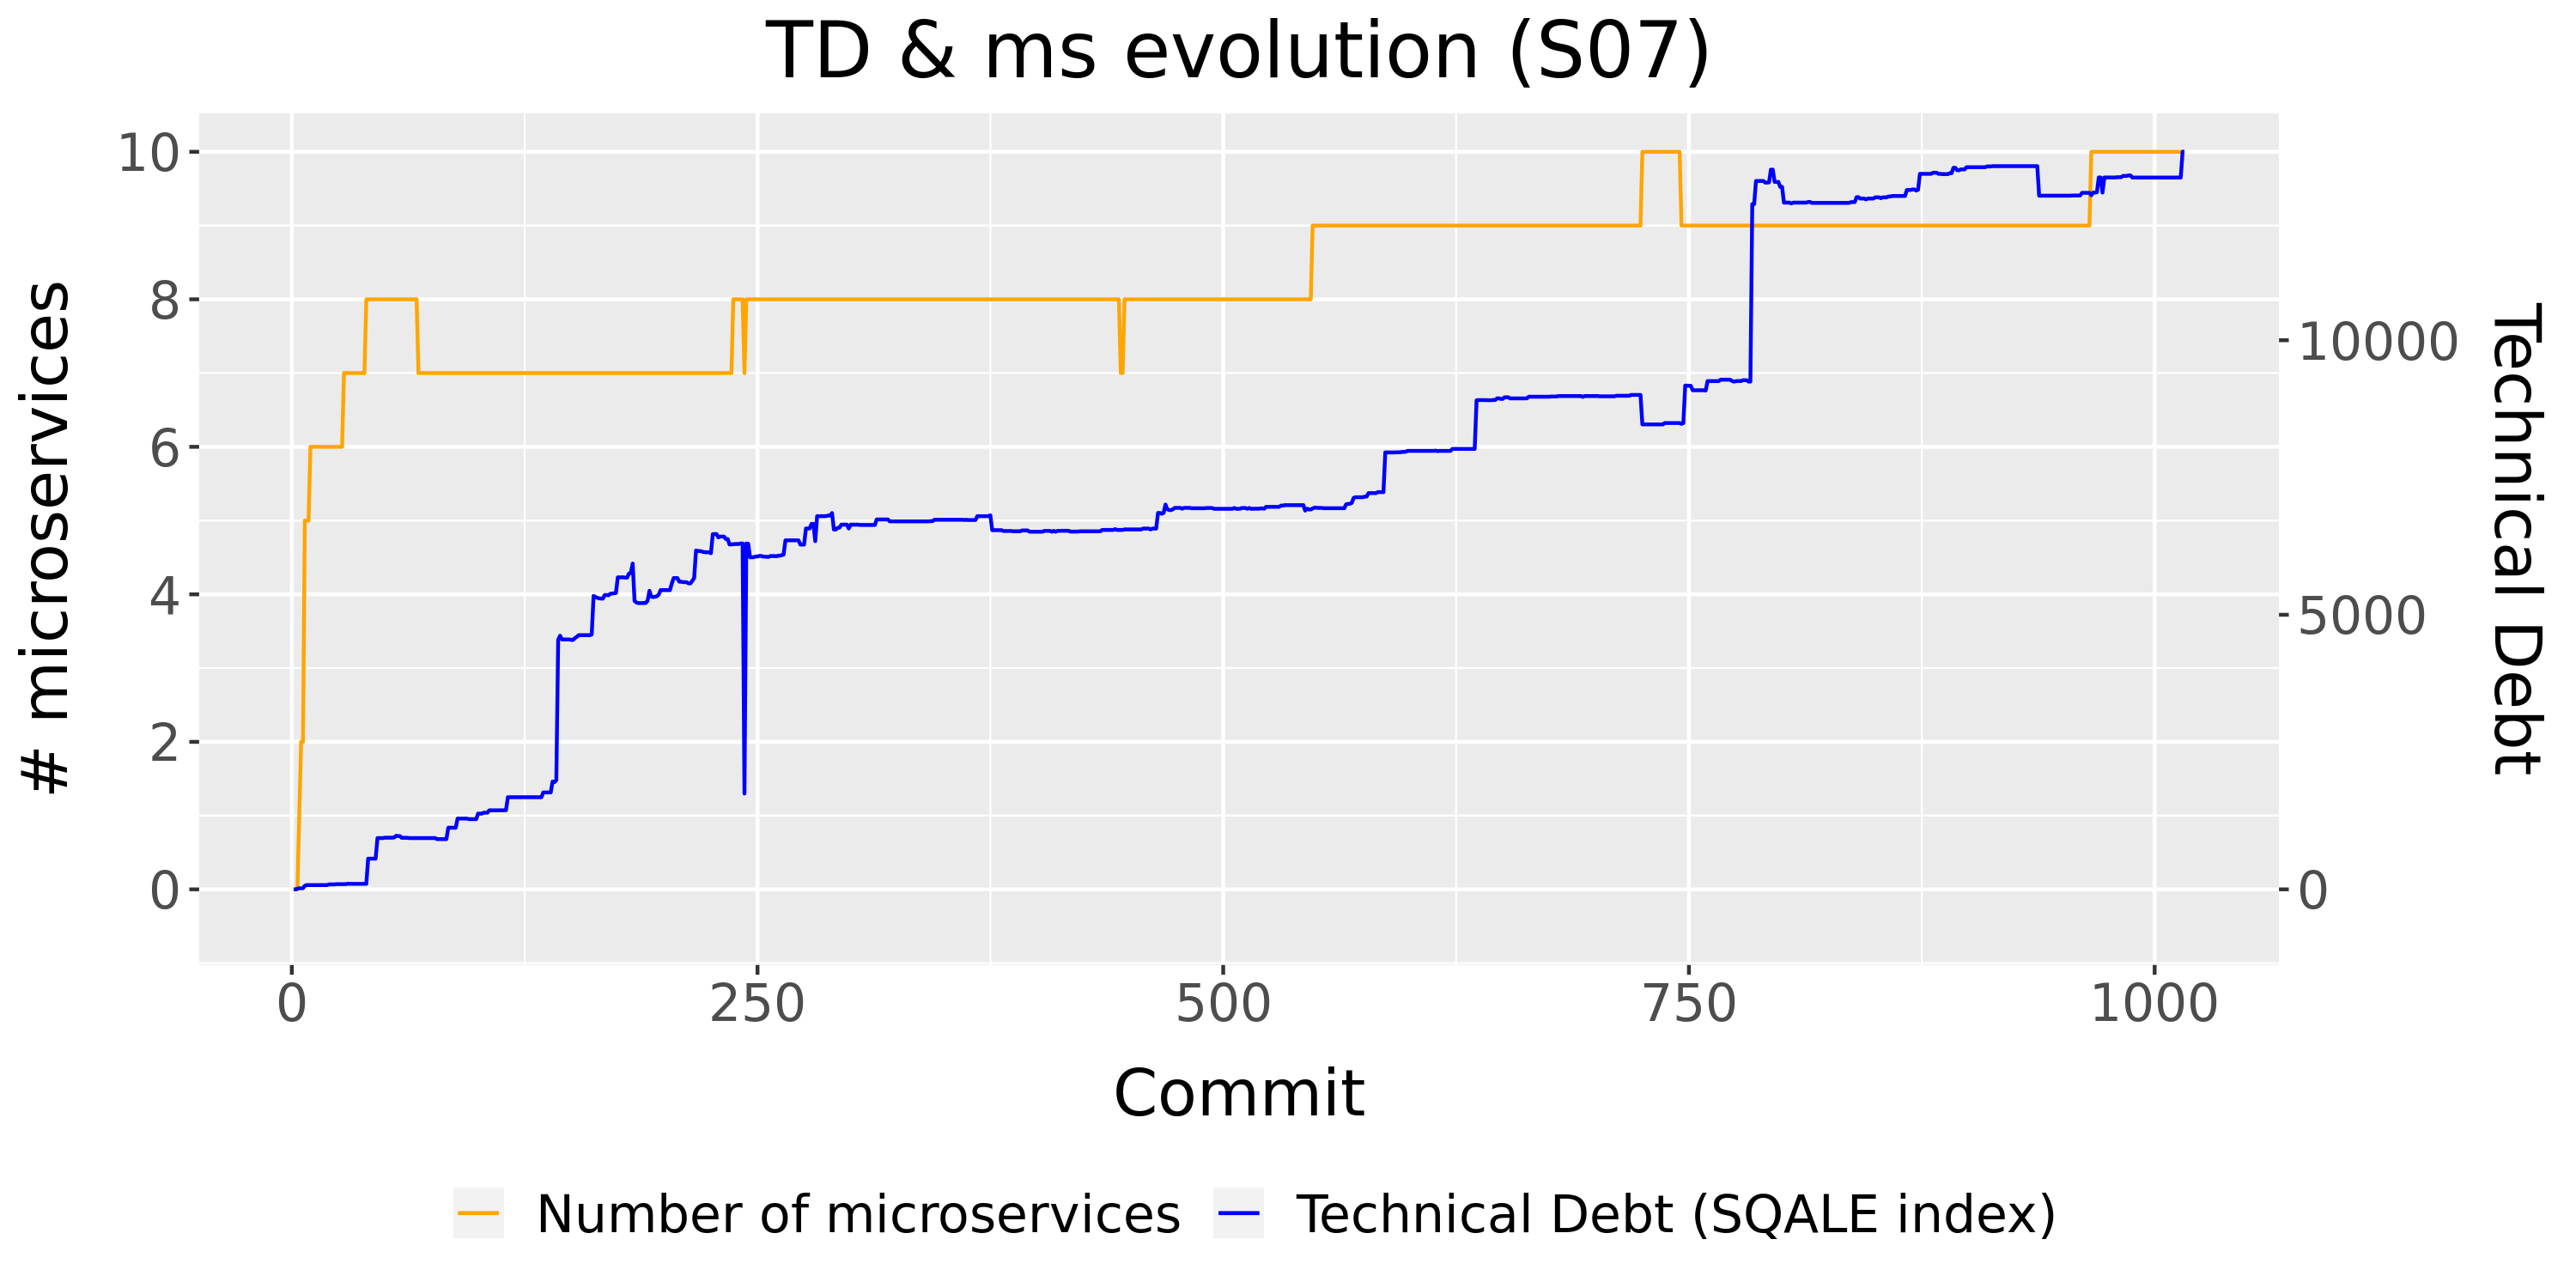 TD & ms evolution (S07)
# microservices
10
8
6
4
2
0
10000
5000
0
Technical Debt
0 250 500 750 1000
Commit
Number of microservices Technical Debt (SQALE index)